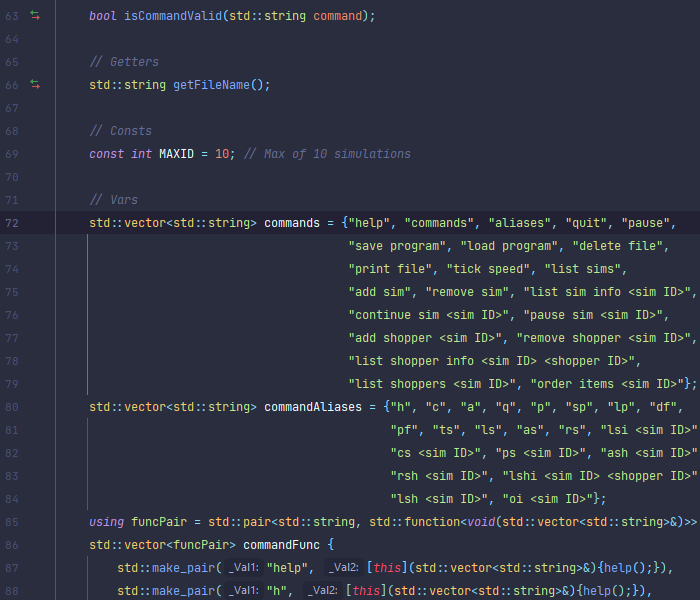 63 bool isCommandValid(std::string command);
64
65 // Getters
66 std::string getFileName();
67
68 // Consts
69 const int MAXID = 10; // Max of 10 simulations
70
71 // Vars
72 std::vector<std::string> commands = {"help", "commands", "aliases", "quit", "pause",
73 "save program", "load program", "delete file",
74 "print file", "tick speed", "list sims",
75 "add sim", "remove sim", "list sim info <sim ID>",
76 "continue sim <sim ID>", "pause sim <sim ID>",
77 "add shopper <sim ID>", "remove shopper <sim ID>",
78 "list shopper info <sim ID> <shopper ID>",
79 "list shoppers <sim ID>", "order items <sim ID>"};
80 std::vector<std::string> commandAliases = {"h", "c", "a", "q", "p", "sp", "lp", "df",
81 "pf", "ts", "ls", "as", "rs", "lsi <sim ID>"
82 "cs <sim ID>", "ps <sim ID>", "ash <sim ID>"
83 "rsh <sim ID>", "lshi <sim ID> <shopper ID>"
84 "lsh <sim ID>", "oi <sim ID>"};
85 using funcPair = std::pair<std::string, std::function<void(std::vector<std::string>&)>>
86 std::vector<funcPair> commandFunc {
87 std::make_pair( _Val1: "help", _Val2: [this](std::vector<std::string>&){help();}),
88 std::make_pair( _Val1: "h", _Val2: [this](std::vector<std::string>&){help();}),